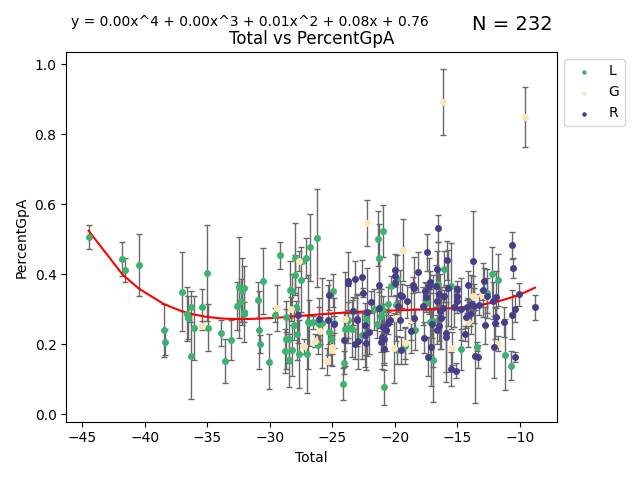 y = 0.00x^4 + 0.00x^3 + 0.01x^2 + 0.08x + 0.76
N = 232
Total vs PercentGpA
1.0
0.8
0.6
0.4
0.2
0.0
PercentGpA
−45
−40
−35
−30
−25
−20
−15
−10
Total
L
G
R